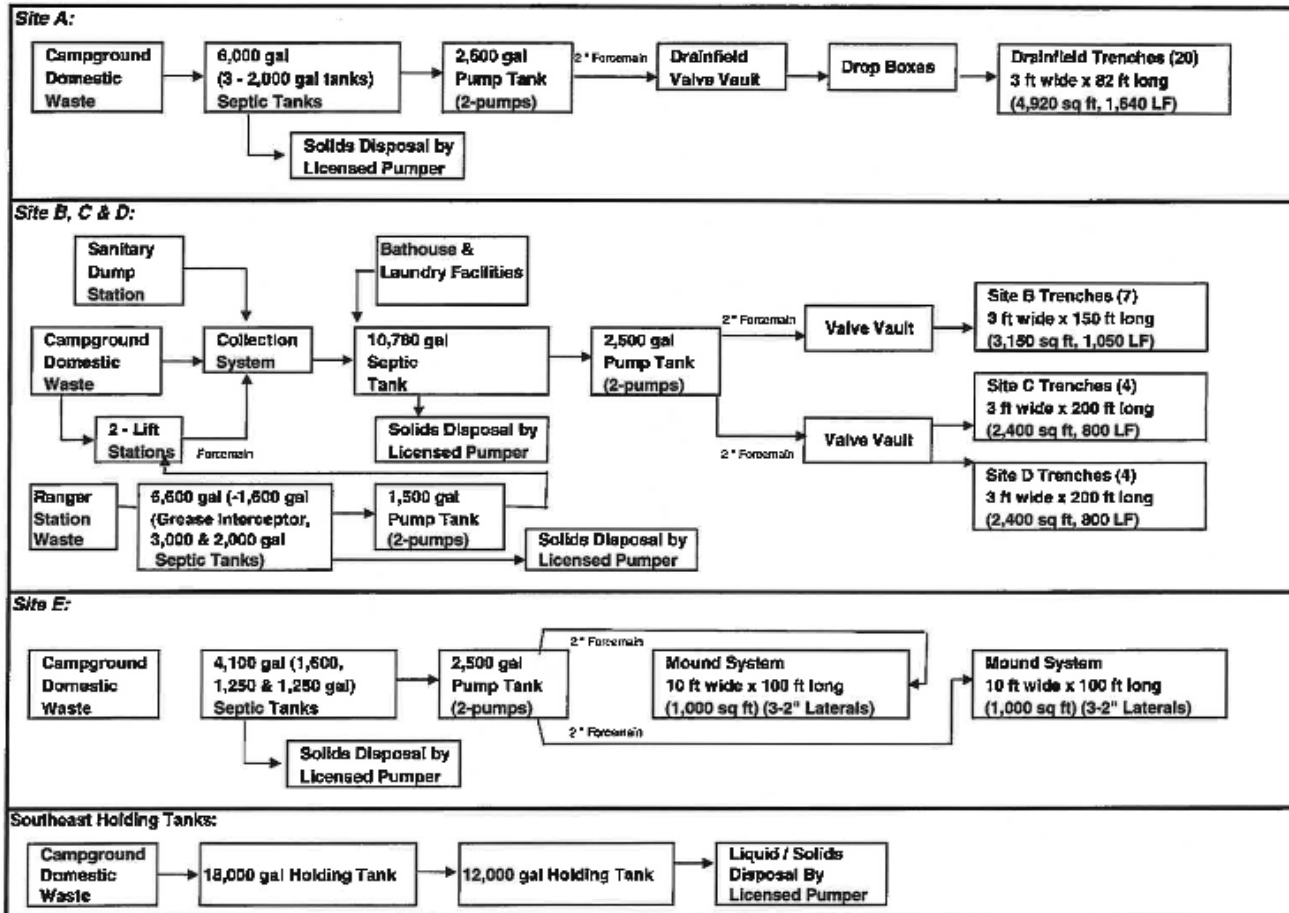 Site A:
Campground
Domestic
Waste
6,000 gal
(3 - 2,000 gal tanks)
Septic Tanks
2,500 gal
Pump Tank
(2-pumps)
2" Forcemain
Drainfield
Valve Vault
Drop Boxes
Drainfield Trenches (20)
3 ft wide x 82 ft long
(4,920 sq ft, 1,640 LF)
Solids Disposal by
Licensed Pumper
Site B, C & D:
Sanitary
Dump
Station
Bathouse &
Laundry Facilities
Campground
Domestic
Waste
Collection
System
10,780 gal
Septic
Tank
2,500 gal
Pump Tank
(2-pumps)
2" Forcemain
Valve Vault
Site B Trenches (7)
3 ft wide x 150 ft long
(3,150 sq ft, 1,050 LF)
2 - Lift
Stations
Forcemain
Solids Disposal by
Licensed Pumper
2" Forcemain
Valve Vault
Site C Trenches (4)
3 ft wide x 200 ft long
(2,400 sq ft, 800 LF)
Site D Trenches (4)
3 ft wide x 200 ft long
(2,400 sq ft, 800 LF)
Ranger
Station
Waste
6,600 gal (-1,600 gal
(Grease Interceptor,
3,000 & 2,000 gal
Septic Tanks)
1,500 gal
Pump Tank
(2-pumps)
Solids Disposal by
Licensed Pumper
Site E:
Campground
Domestic
Waste
4,100 gal (1,600,
1,250 & 1,250 gal)
Septic Tanks
2,500 gal
Pump Tank
(2-pumps)
2" Forcemain
Mound System
10 ft wide x 100 ft long
(1,000 sq ft) (3-2" Laterals)
Mound System
10 ft wide x 100 ft long
(1,000 sq ft) (3-2" Laterals)
2" Forcemain
Solids Disposal by
Licensed Pumper
Southeast Holding Tanks:
Campground
Domestic
Waste
18,000 gal Holding Tank
12,000 gal Holding Tank
Liquid / Solids
Disposal By
Licensed Pumper